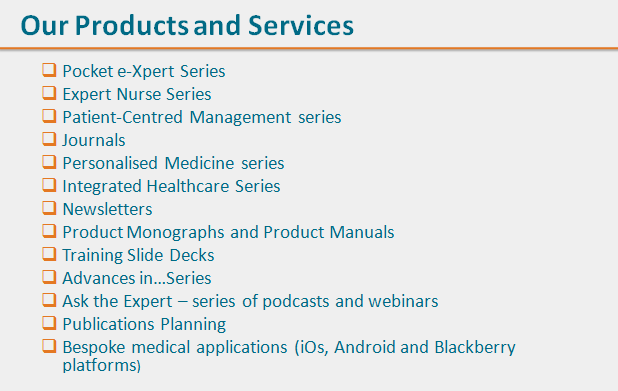 Our Products and Services
Pocket e-Xpert Series
Expert Nurse Series
Patient-Centred Management series
Journals
Personalised Medicine series
Integrated Healthcare Series
Newsletters
Product Monographs and Product Manuals
Training Slide Decks
Advances in…Series
Ask the Expert – series of podcasts and webinars
Publications Planning
Bespoke medical applications (iOs, Android and Blackberry
platforms)